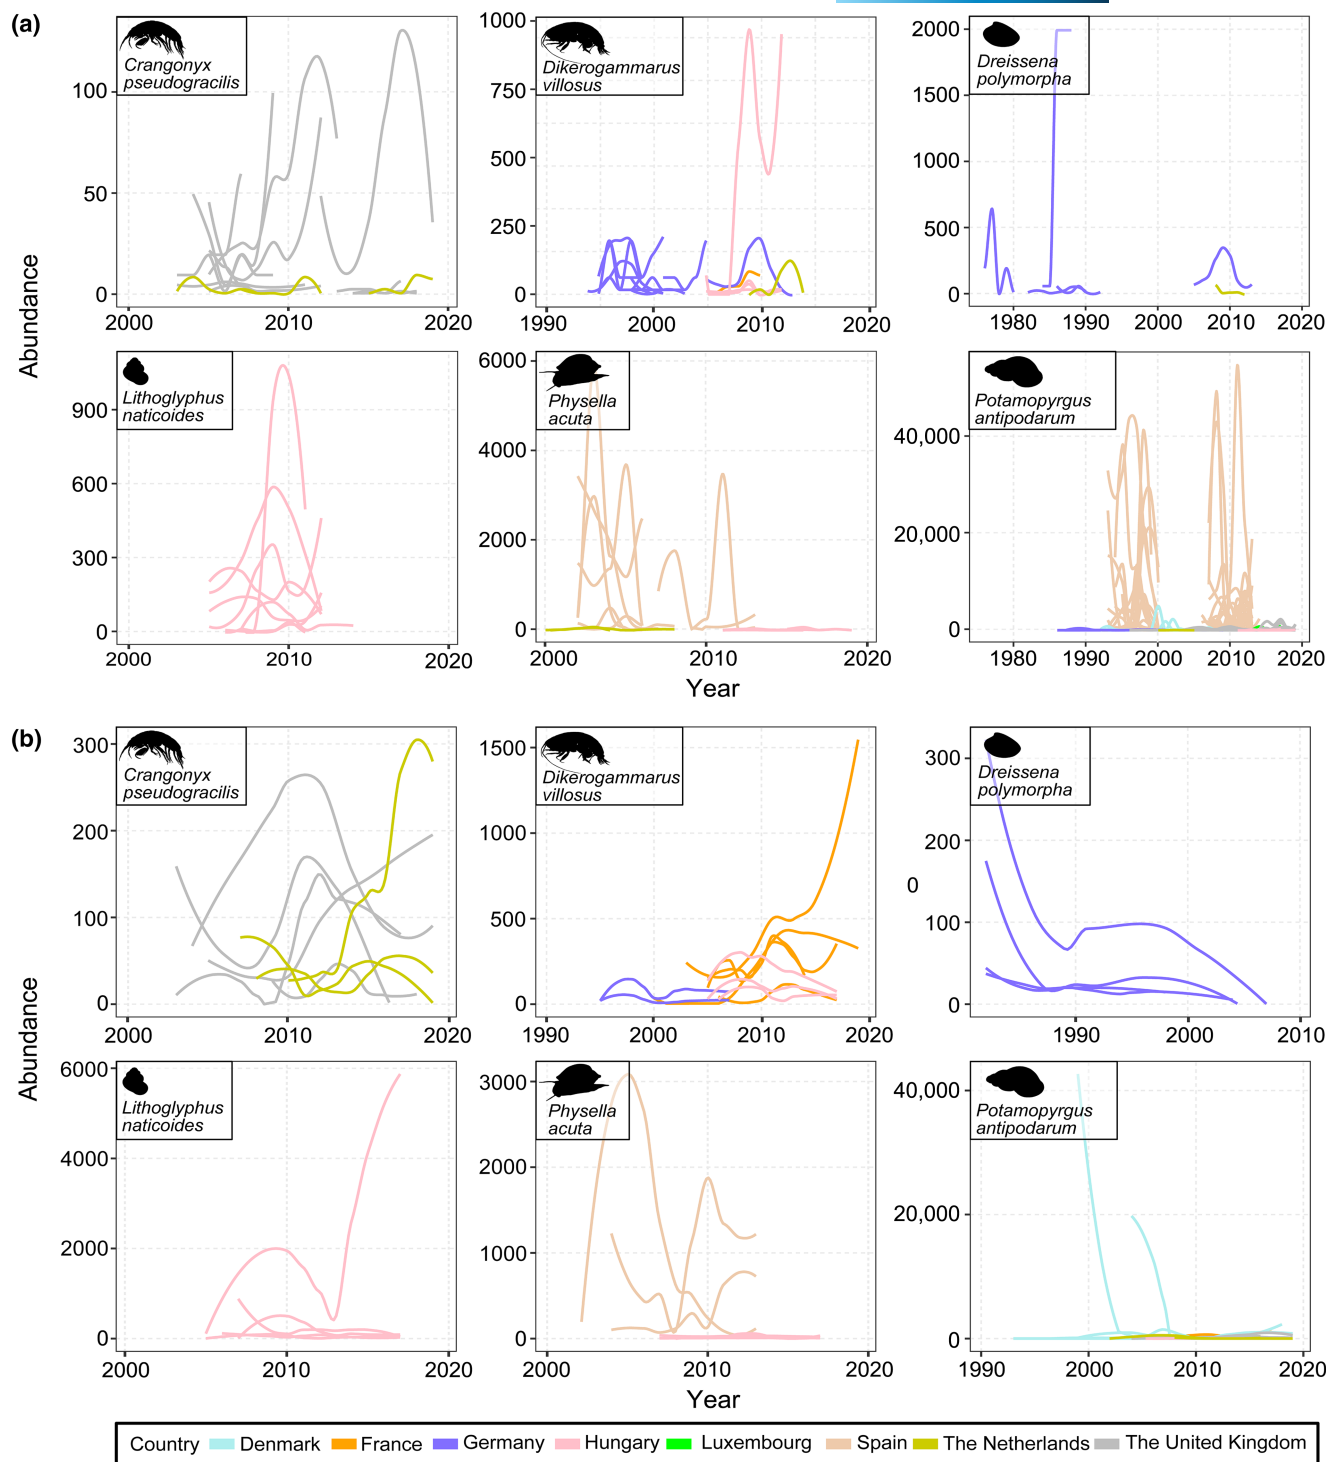 (a)
Crangonyx
pseudogracilis
100
50
0
2000
2010
2020
Dikerogammarus
villosus
1000
750
500
250
0
1990
2000
2010
2020
Dreissena
polymorpha
2000
1500
1000
500
0
1980
1990
2000
2010
2020
Abundance
Lithoglyphus
naticoides
900
600
300
0
2000
2010
2020
Physella
acuta
6000
4000
2000
0
2000
2010
2020
Potamopyrgus
antipodarum
40,000
20,000
0
1980
1990
2000
2010
2020
Year
(b)
Crangonyx
pseudogracilis
300
200
100
0
2000
2010
2020
Dikerogammarus
villosus
1500
1000
500
0
1990
2000
2010
2020
Dreissena
polymorpha
300
200
0
100
0
1990
2000
2010
Abundance
Lithoglyphus
naticoides
6000
4000
2000
0
2000
2010
2020
Physella
acuta
3000
2000
1000
0
2000
2010
2020
Potamopyrgus
antipodarum
40,000
20,000
0
1990
2000
2010
2020
Year
Country Denmark France Germany Hungary Luxembourg Spain The Netherlands The United Kingdom